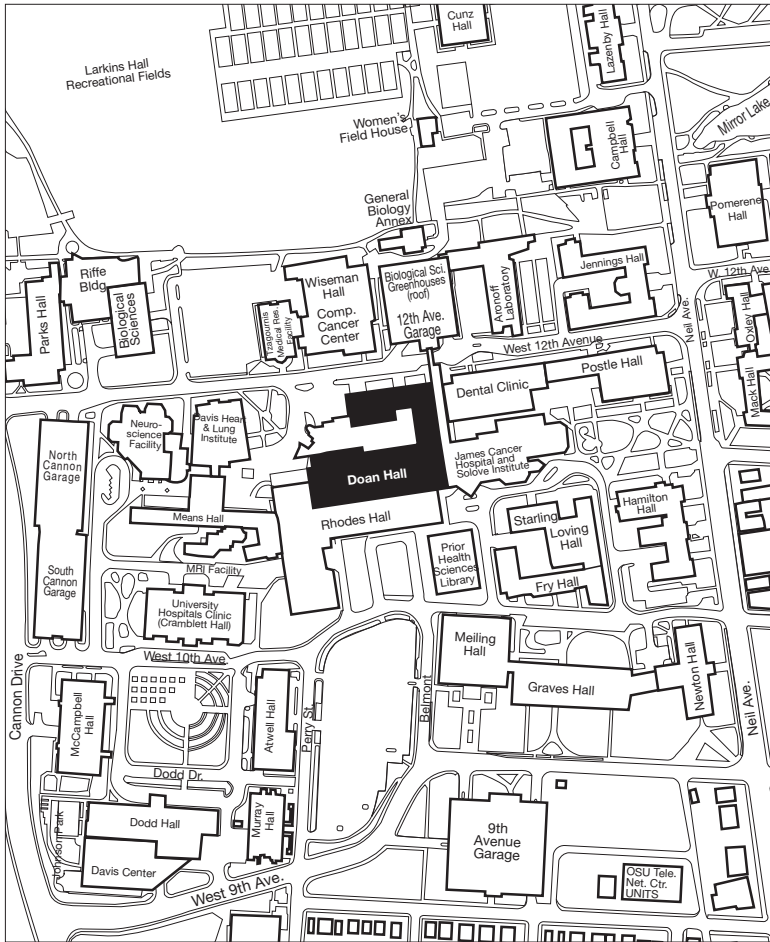 Cunz
Hall
Lazenby Hall
Larkins Hall
Recreational Fields
Mirror Lake
Women's
Field House
Campbell
Hall
General
Biology
Annex
Pomerene
Hall
Riffe
Bldg.
Parks Hall
Biological
Sciences
Wiseman
Hall
Comp.
Cancer
Center
Tzagournis
Medical Res.
Facility
Biological Sci.
Greenhouses
(roof)
12th Ave.
Garage
Aronoff
Laboratory
Jennings Hall
W. 12th Ave.
Neil Ave.
Oxley Hall
Mack Hall
West 12th Avenue
Postle Hall
Dental Clinic
Neuro-
science
Facility
Davis Heart
& Lung
Institute
James Cancer
Hospital and
Solove Institute
Doan Hall
North
Cannon
Garage
Means Hall
Rhodes Hall
Starling
Loving
Hall
Hamilton
Hall
Prior
Health
Sciences
Library
Fry Hall
MRI Facility
South
Cannon
Garage
University
Hospitals Clinic
(Cramblett Hall)
West 10th Ave.
Meiling
Hall
Graves Hall
Newton Hall
Neil Ave.
Cannon Drive
McCampbell
Hall
Atwell Hall
Perry St.
Belmont
Dodd Dr.
Johnson Park
Dodd Hall
Murray
Hall
Davis Center
9th
Avenue
Garage
West 9th Ave.
OSU Tele.
Net. Ctr.
UNITS